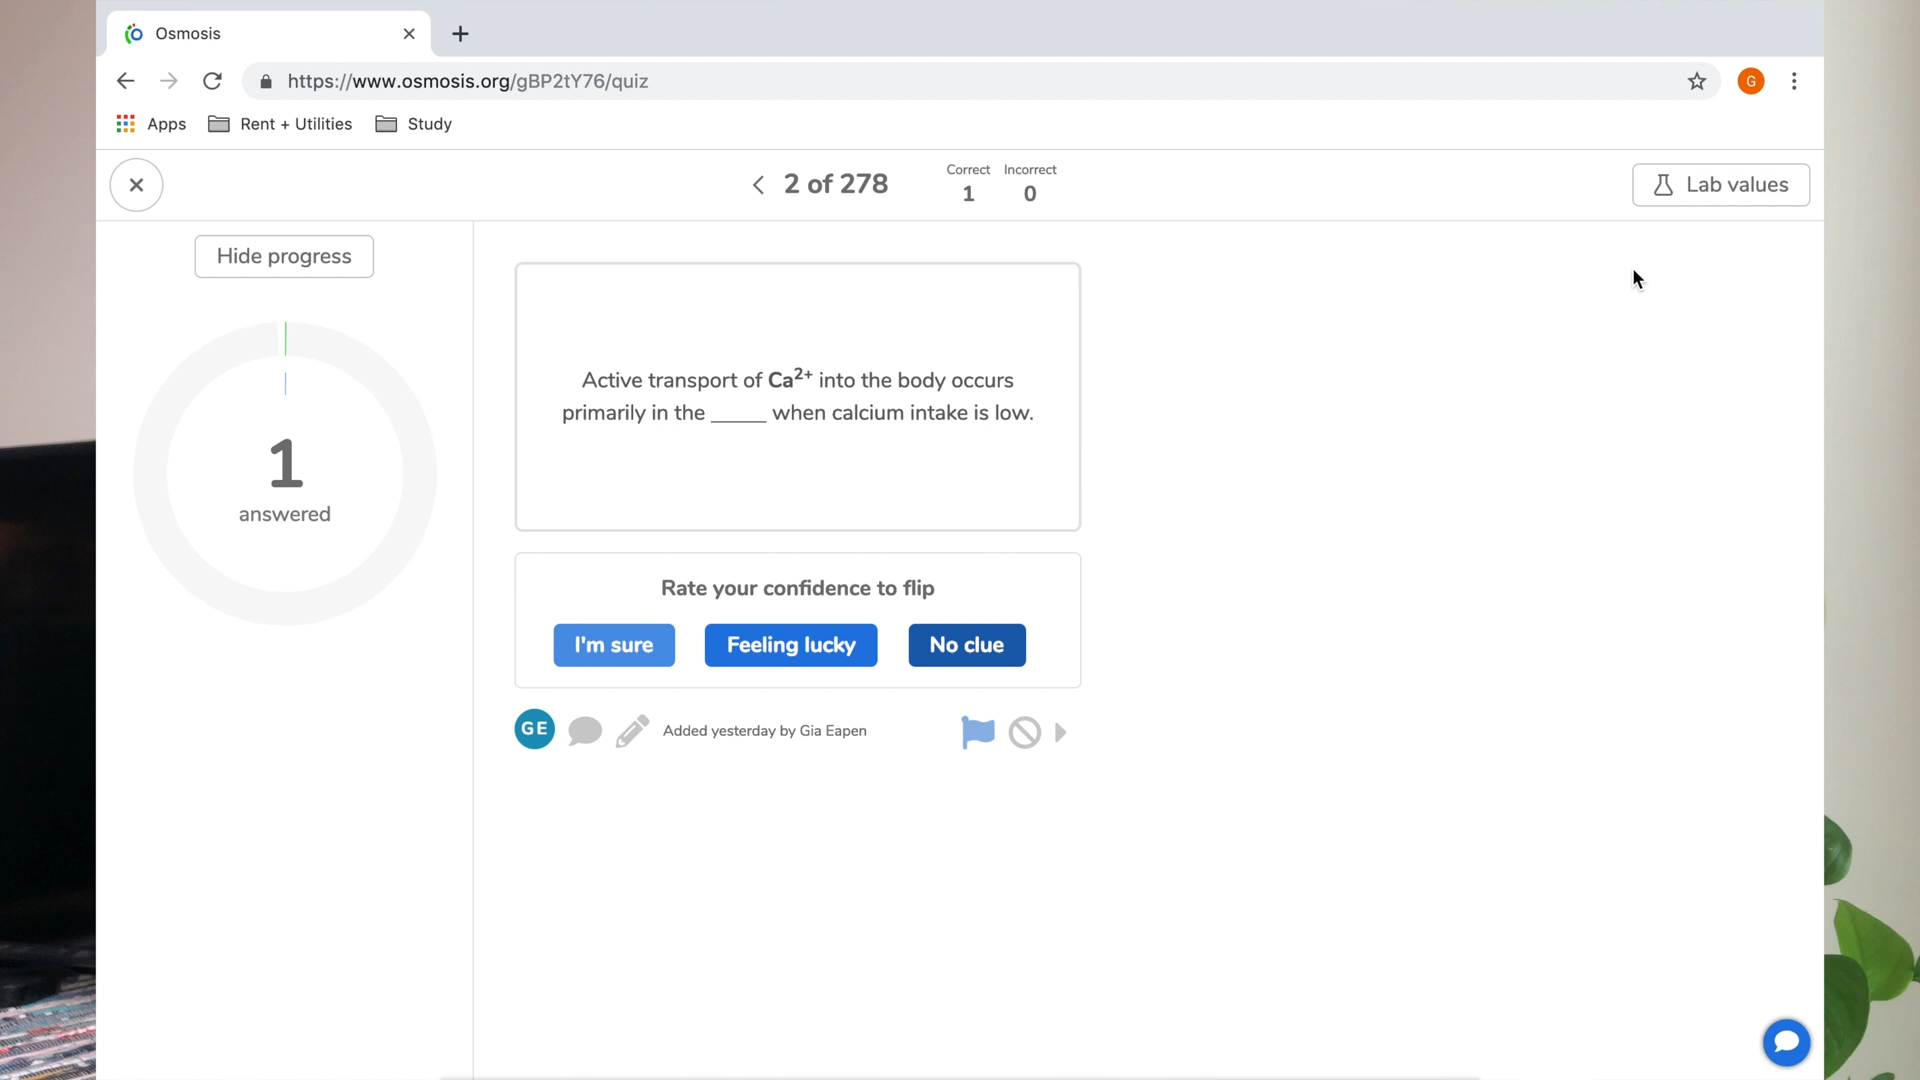 Osmosis
https://www.osmosis.org/gBP2tY76/quiz
G
Apps
Rent + Utilities
Study
2 of 278
Correct
1
Incorrect
0
Lab values
Hide progress
1
answered
Active transport of Ca²⁺ into the body occurs
primarily in the _____ when calcium intake is low.
Rate your confidence to flip
I'm sure
Feeling lucky
No clue
GE
Added yesterday by Gia Eapen